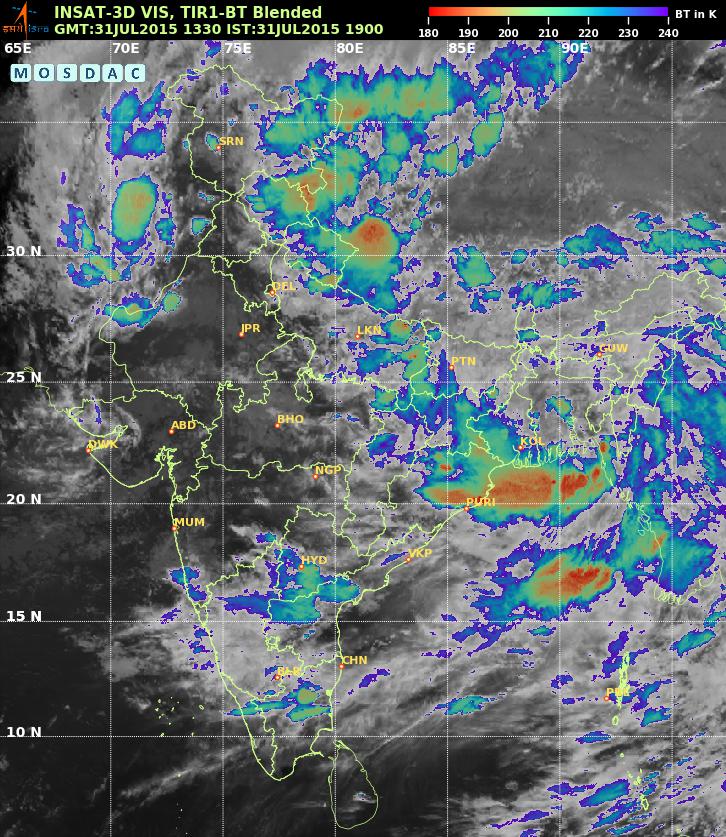 INSAT-3D VIS, TIR1-BT Blended
GMT:31JUL2015 1330 IST:31JUL2015 1900
BT in K
180 190 200 210 220 230 240
65E 70E 75E 80E 85E 90E
MOSDAC
SRN
30 N
DEL
JPR LKN
GUW
PTN
25 N
ABD BHO
DWK KOL
NGP
20 N PURI
MUM
VKP
HYD
15 N
CHN
BLR
10 N